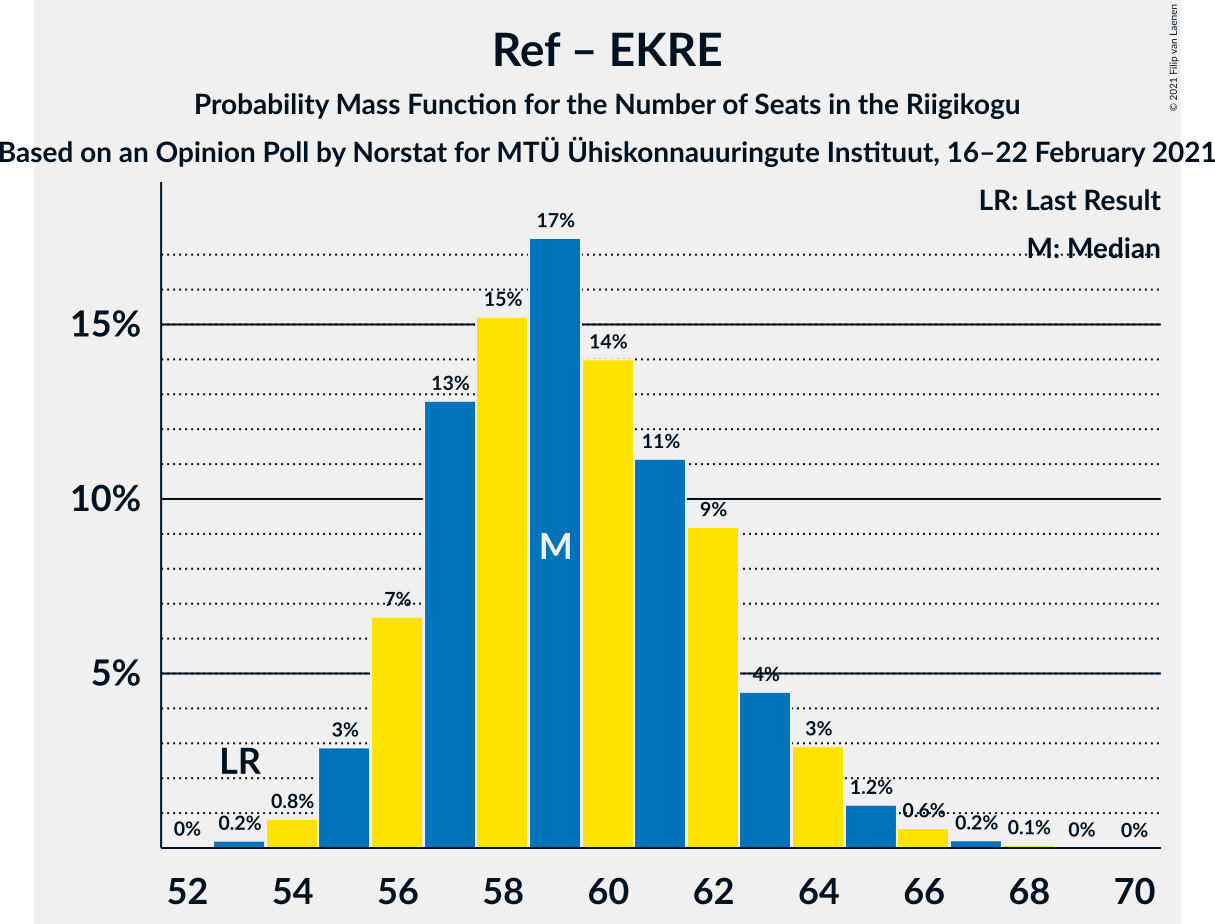 Ref – EKRE
Probability Mass Function for the Number of Seats in the Riigikogu
Based on an Opinion Poll by Norstat for MTÜ Ühiskonnauuringute Instituut, 16–22 February 2021
© 2021 Filip van Laenen
LR: Last Result
M: Median
17%
15%
15%
14%
13%
11%
10%
9%
M
7%
5%
4%
3%
3%
LR
1.2%
0.8%
0.6%
0% 0.2% 0.2% 0.1% 0% 0%
52 54 56 58 60 62 64 66 68 70